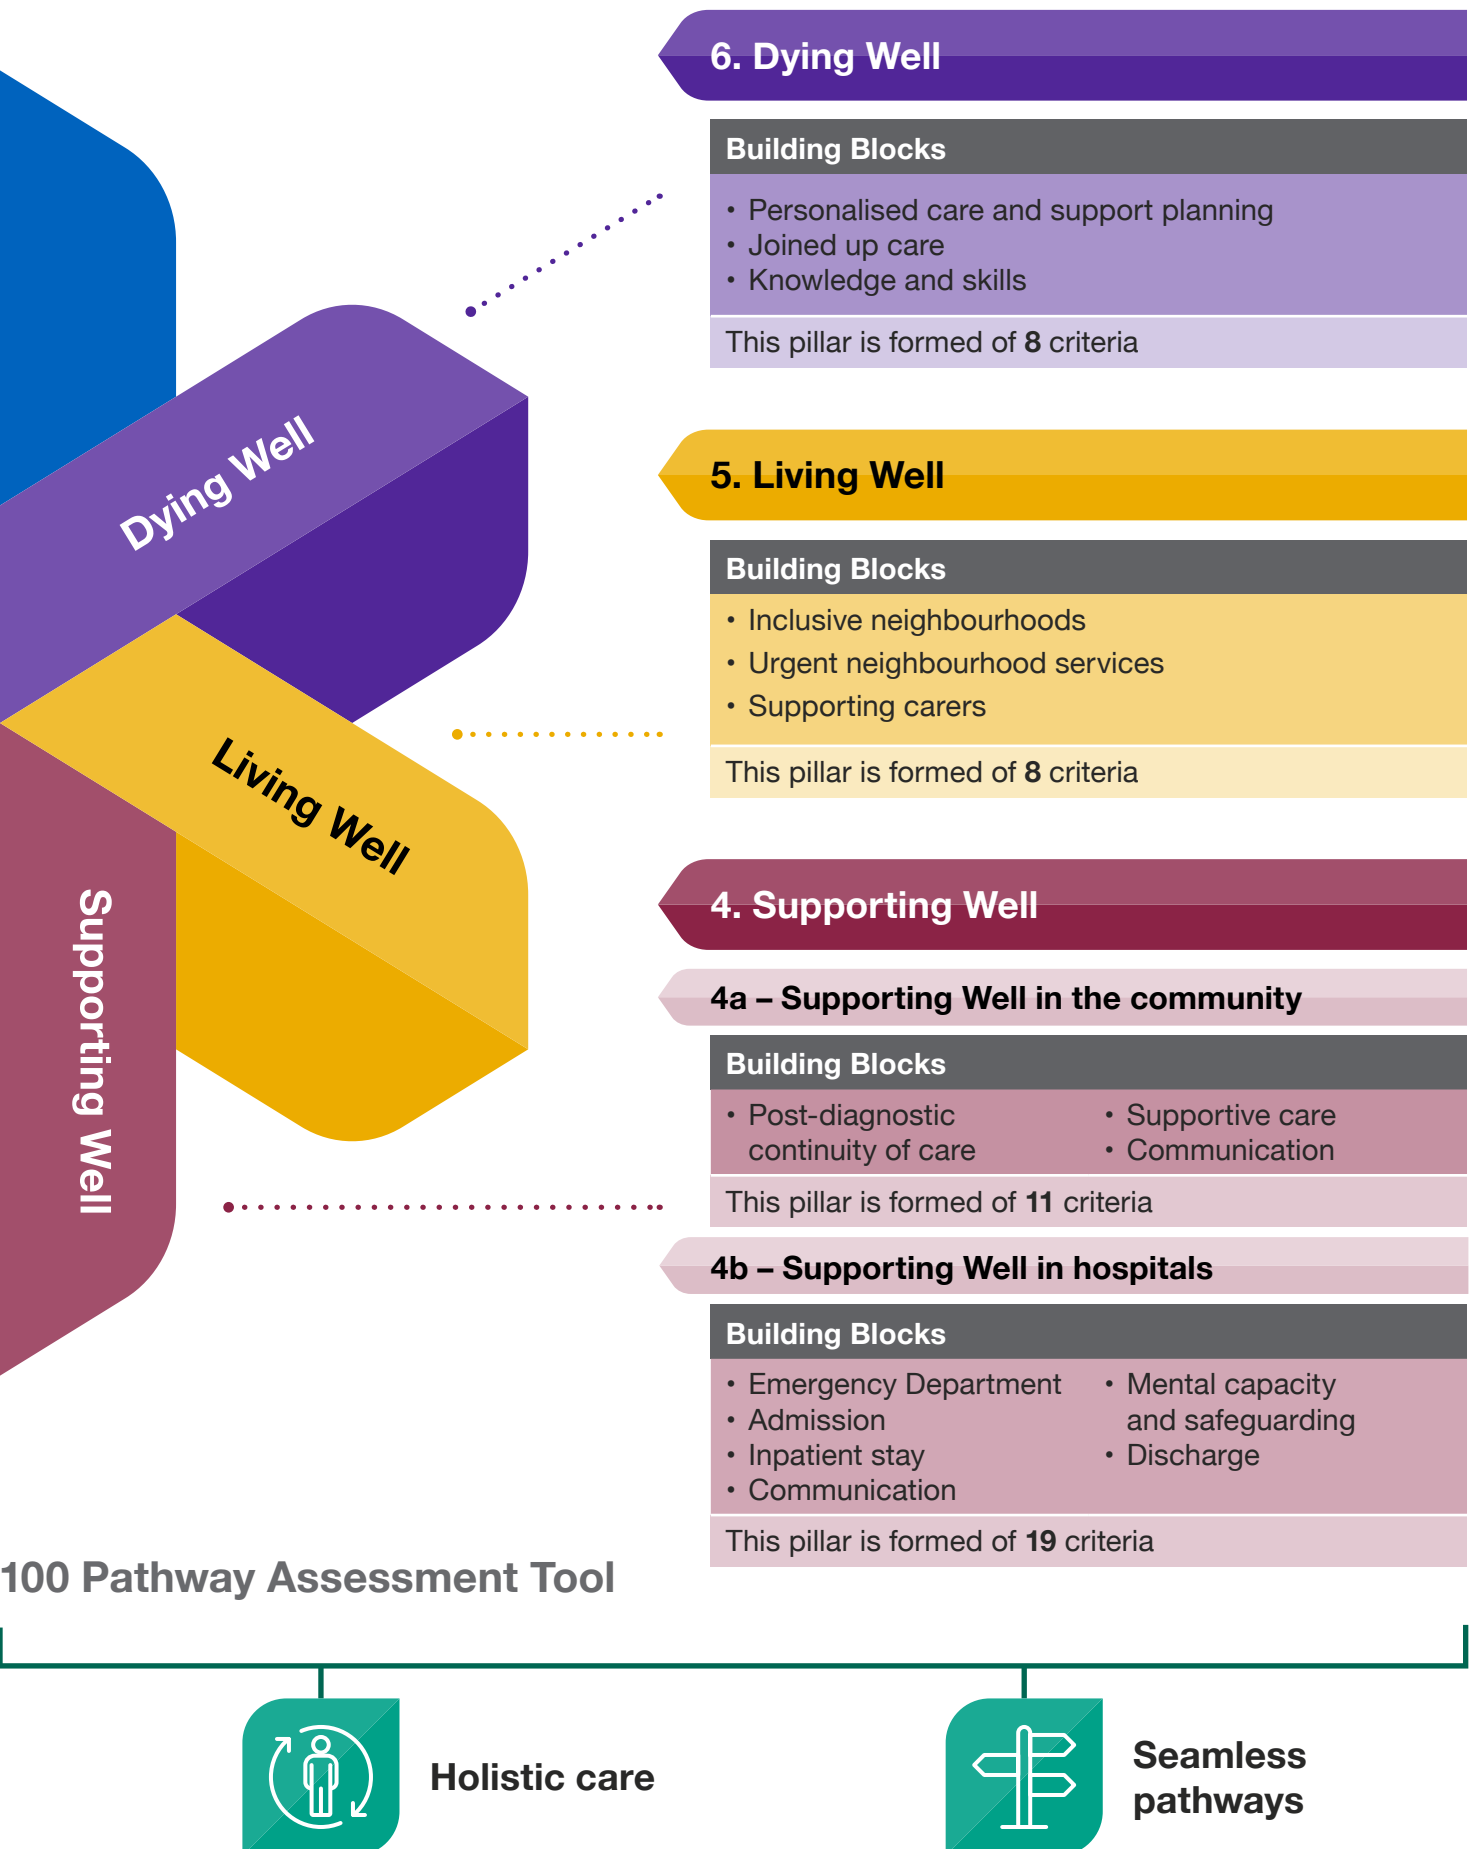 6. Dying Well
Building Blocks
• Personalised care and support planning
• Joined up care
• Knowledge and skills
This pillar is formed of 8 criteria
Dying Well
5. Living Well
Building Blocks
• Inclusive neighbourhoods
• Urgent neighbourhood services
• Supporting carers
This pillar is formed of 8 criteria
Living Well
4. Supporting Well
4a – Supporting Well in the community
Building Blocks
• Post-diagnostic
continuity of care
• Supportive care
• Communication
This pillar is formed of 11 criteria
Supporting Well
4b – Supporting Well in hospitals
Building Blocks
• Emergency Department
• Admission
• Inpatient stay
• Communication
• Mental capacity
and safeguarding
• Discharge
This pillar is formed of 19 criteria
100 Pathway Assessment Tool
Holistic care
Seamless
pathways